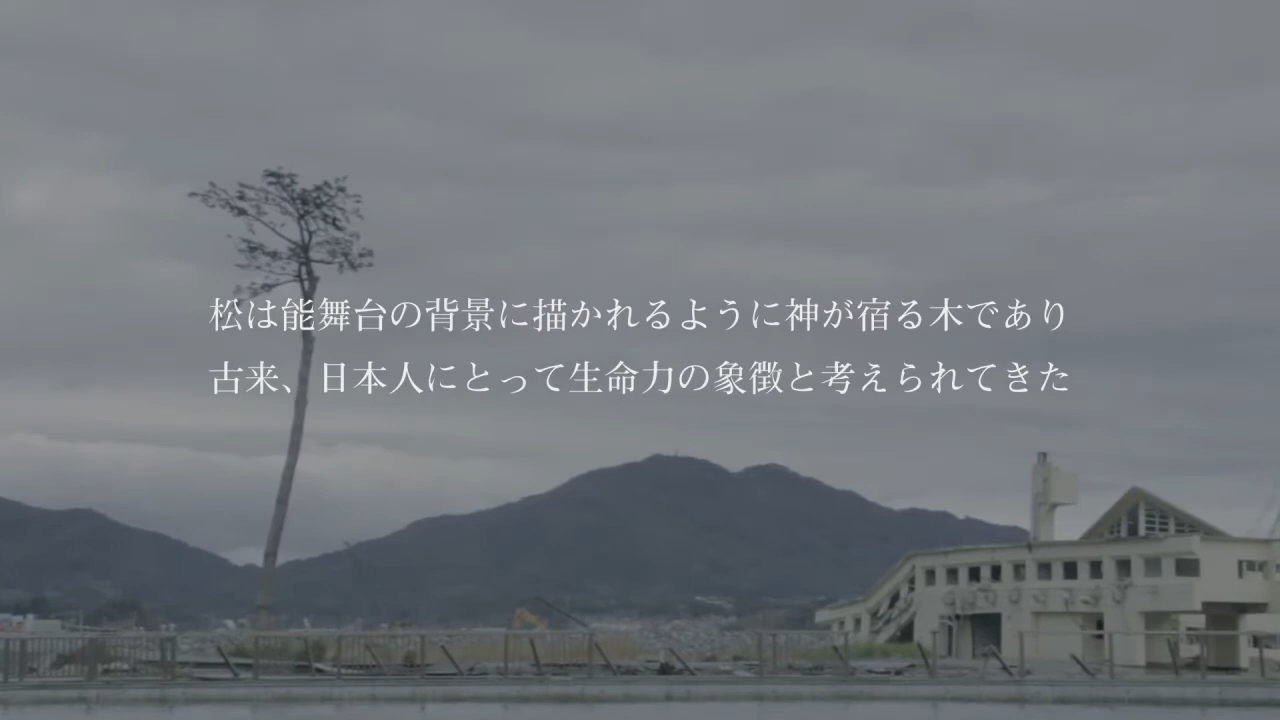 松は能舞台の背景に描かれるように神が宿る木であり
古来、日本人にとって生命力の象徴と考えられてきた